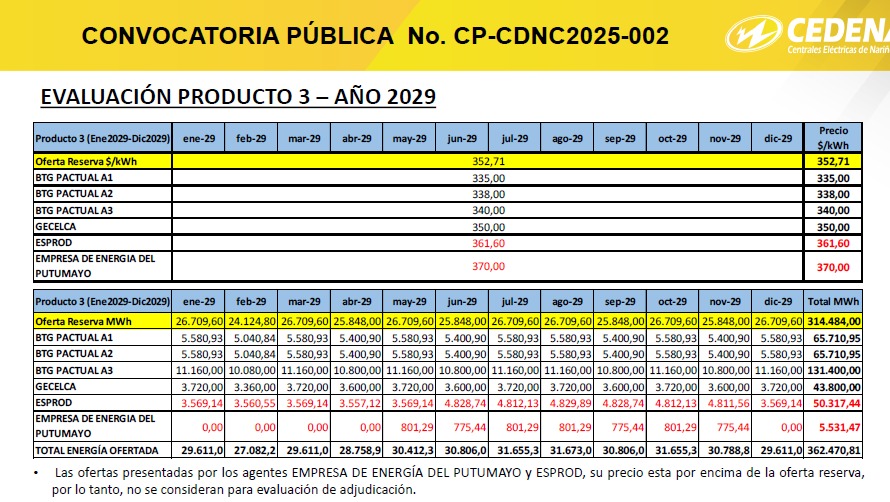 CONVOCATORIA PÚBLICA No. CP-CDNC2025-002
CEDENA
Centrales Eléctricas de Nariñ
EVALUACIÓN PRODUCTO 3 – AÑO 2029
Producto 3 (Ene2029-Dic2029) ene-29 feb-29 mar-29 abr-29 may-29 jun-29 jul-29 ago-29 sep-29 oct-29 nov-29 dic-29 Precio $/kWh
Oferta Reserva $/kWh 352,71 352,71
BTG PACTUAL A1 335,00 335,00
BTG PACTUAL A2 338,00 338,00
BTG PACTUAL A3 340,00 340,00
GECELCA 350,00 350,00
ESPROD 361,60 361,60
EMPRESA DE ENERGIA DEL PUTUMAYO 370,00 370,00
Producto 3 (Ene2029-Dic2029) ene-29 feb-29 mar-29 abr-29 may-29 jun-29 jul-29 ago-29 sep-29 oct-29 nov-29 dic-29 Total MWh
Oferta Reserva MWh 26.709,60 24.124,80 26.709,60 25.848,00 26.709,60 25.848,00 26.709,60 26.709,60 25.848,00 26.709,60 25.848,00 26.709,60 314.484,00
BTG PACTUAL A1 5.580,93 5.040,84 5.580,93 5.400,90 5.580,93 5.400,90 5.580,93 5.580,93 5.400,90 5.580,93 5.400,90 5.580,93 65.710,95
BTG PACTUAL A2 5.580,93 5.040,84 5.580,93 5.400,90 5.580,93 5.400,90 5.580,93 5.580,93 5.400,90 5.580,93 5.400,90 5.580,93 65.710,95
BTG PACTUAL A3 11.160,00 10.080,00 11.160,00 10.800,00 11.160,00 10.800,00 11.160,00 11.160,00 10.800,00 11.160,00 10.800,00 11.160,00 131.400,00
GECELCA 3.720,00 3.360,00 3.720,00 3.600,00 3.720,00 3.600,00 3.720,00 3.720,00 3.600,00 3.720,00 3.600,00 3.720,00 43.800,00
ESPROD 3.569,14 3.560,55 3.569,14 3.557,12 3.569,14 4.828,74 4.812,13 4.829,89 4.828,74 4.812,13 4.811,56 3.569,14 50.317,44
EMPRESA DE ENERGIA DEL PUTUMAYO 0,00 0,00 0,00 0,00 801,29 775,44 801,29 801,29 775,44 801,29 775,44 0,00 5.531,47
TOTAL ENERGÍA OFERTADA 29.611,0 27.082,2 29.611,0 28.758,9 30.412,3 30.806,0 31.655,3 31.673,0 30.806,0 31.655,3 30.788,9 29.611,0 362.470,81
• Las ofertas presentadas por los agentes EMPRESA DE ENERGÍA DEL PUTUMAYO y ESPROD, su precio esta por encima de la oferta reserva,
por lo tanto, no se consideran para evaluación de adjudicación.